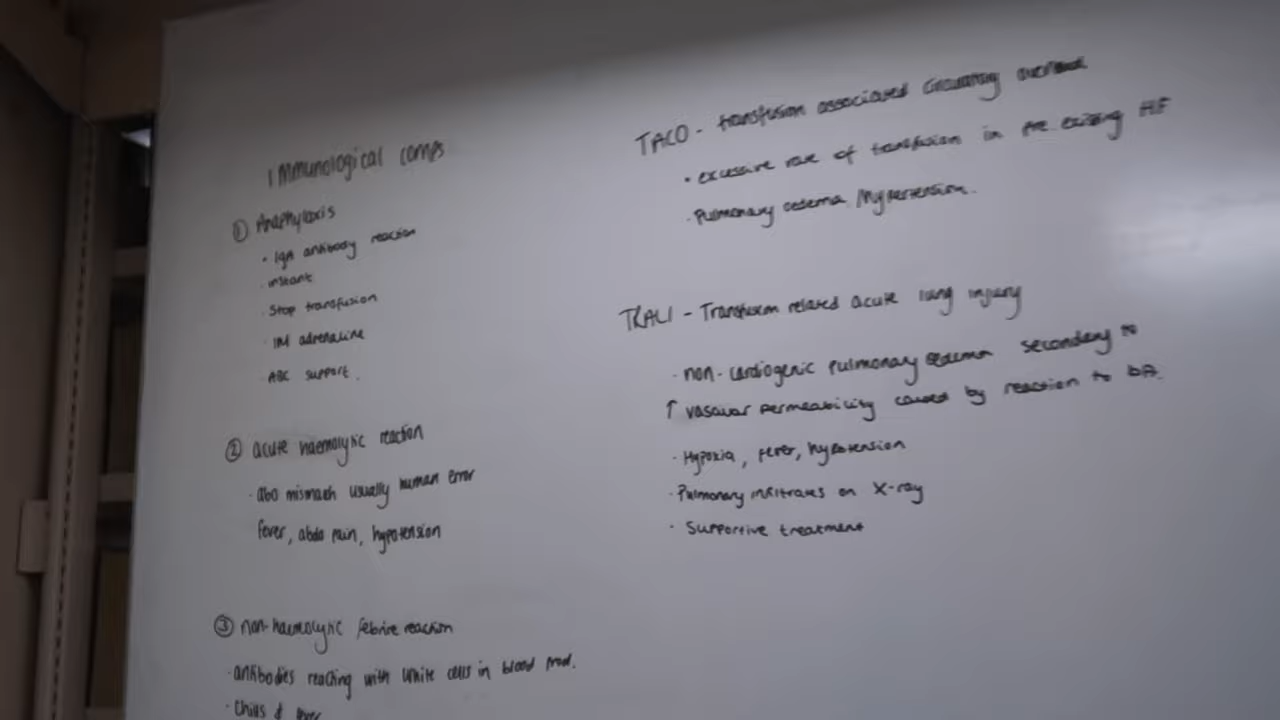 Immunological comps
① Anaphylaxis
• IgA antibody reaction
· instant
· Stop transfusion
· IM adrenaline
· ABC support.
② acute haemolytic reaction
· abo mismach usually human error
fever, abdo pain, hypotension
③ non-haemolytic febrire reaction
· antibodies reacting with white cells in blood prod.
· Chills & fever
TACO - transfusion associated circulatory overload
• excessive rate of transfusion in pre-existing HF
· Pulmonary oedema /hypertension.
TRALI - Transfusion related acute lung injury
· non-cardiogenic pulmonary oedema secondary to
↑ vascular permeability caused by reaction to
· Hypoxia, fever, hypotension
· Pulmonary infiltrates on X-ray
· Supportive treatment